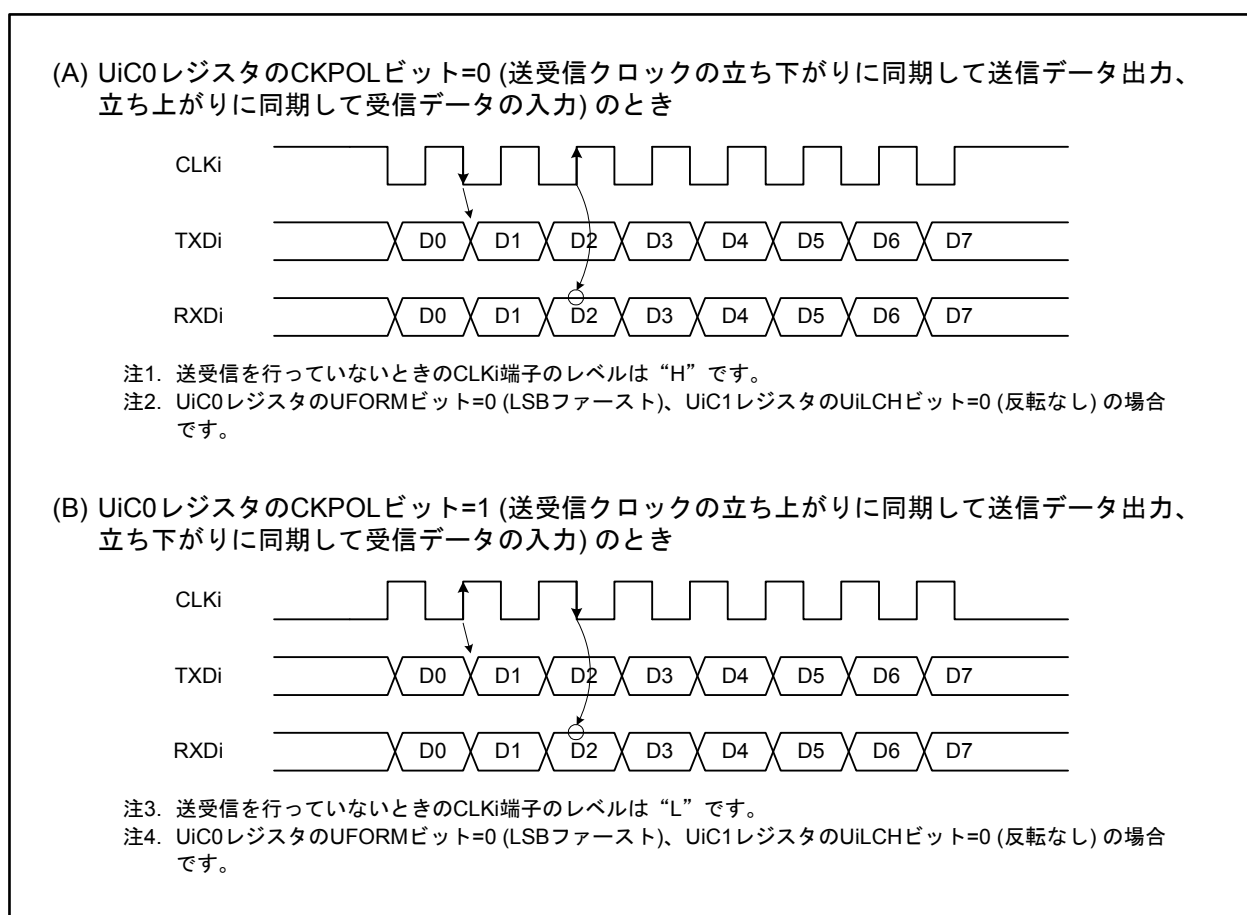 (A) UiC0レジスタのCKPOLビット=0 (送受信クロックの立ち下がりに同期して送信データ出力、
立ち上がりに同期して受信データの入力) のとき
CLKi
TXDi D0 D1 D2 D3 D4 D5 D6 D7
RXDi D0 D1 D2 D3 D4 D5 D6 D7
注1. 送受信を行っていないときのCLKi端子のレベルは“H”です。
注2. UiC0レジスタのUFORMビット=0 (LSBファースト)、UiC1レジスタのUiLCHビット=0 (反転なし) の場合
です。
(B) UiC0レジスタのCKPOLビット=1 (送受信クロックの立ち上がりに同期して送信データ出力、
立ち下がりに同期して受信データの入力) のとき
CLKi
TXDi D0 D1 D2 D3 D4 D5 D6 D7
RXDi D0 D1 D2 D3 D4 D5 D6 D7
注3. 送受信を行っていないときのCLKi端子のレベルは“L”です。
注4. UiC0レジスタのUFORMビット=0 (LSBファースト)、UiC1レジスタのUiLCHビット=0 (反転なし) の場合
です。